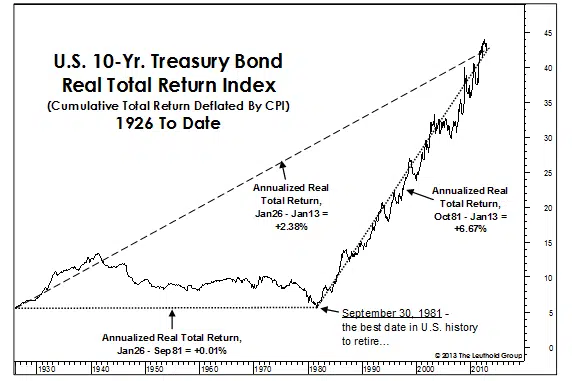 U.S. 10-Yr. Treasury Bond
Real Total Return Index
(Cumulative Total Return Deflated By CPI)
1926 To Date
45
40
35
30
25
20
15
10
5
0
Annualized Real
Total Return,
Jan26 - Jan13 =
+2.38%
Annualized Real
Total Return,
Oct81 - Jan13 =
+6.67%
September 30, 1981 -
the best date in U.S. history
to retire...
Annualized Real Total Return,
Jan26 - Sep81 = +0.01%
© 2013 The Leuthold Group
1930 1940 1950 1960 1970 1980 1990 2000 2010